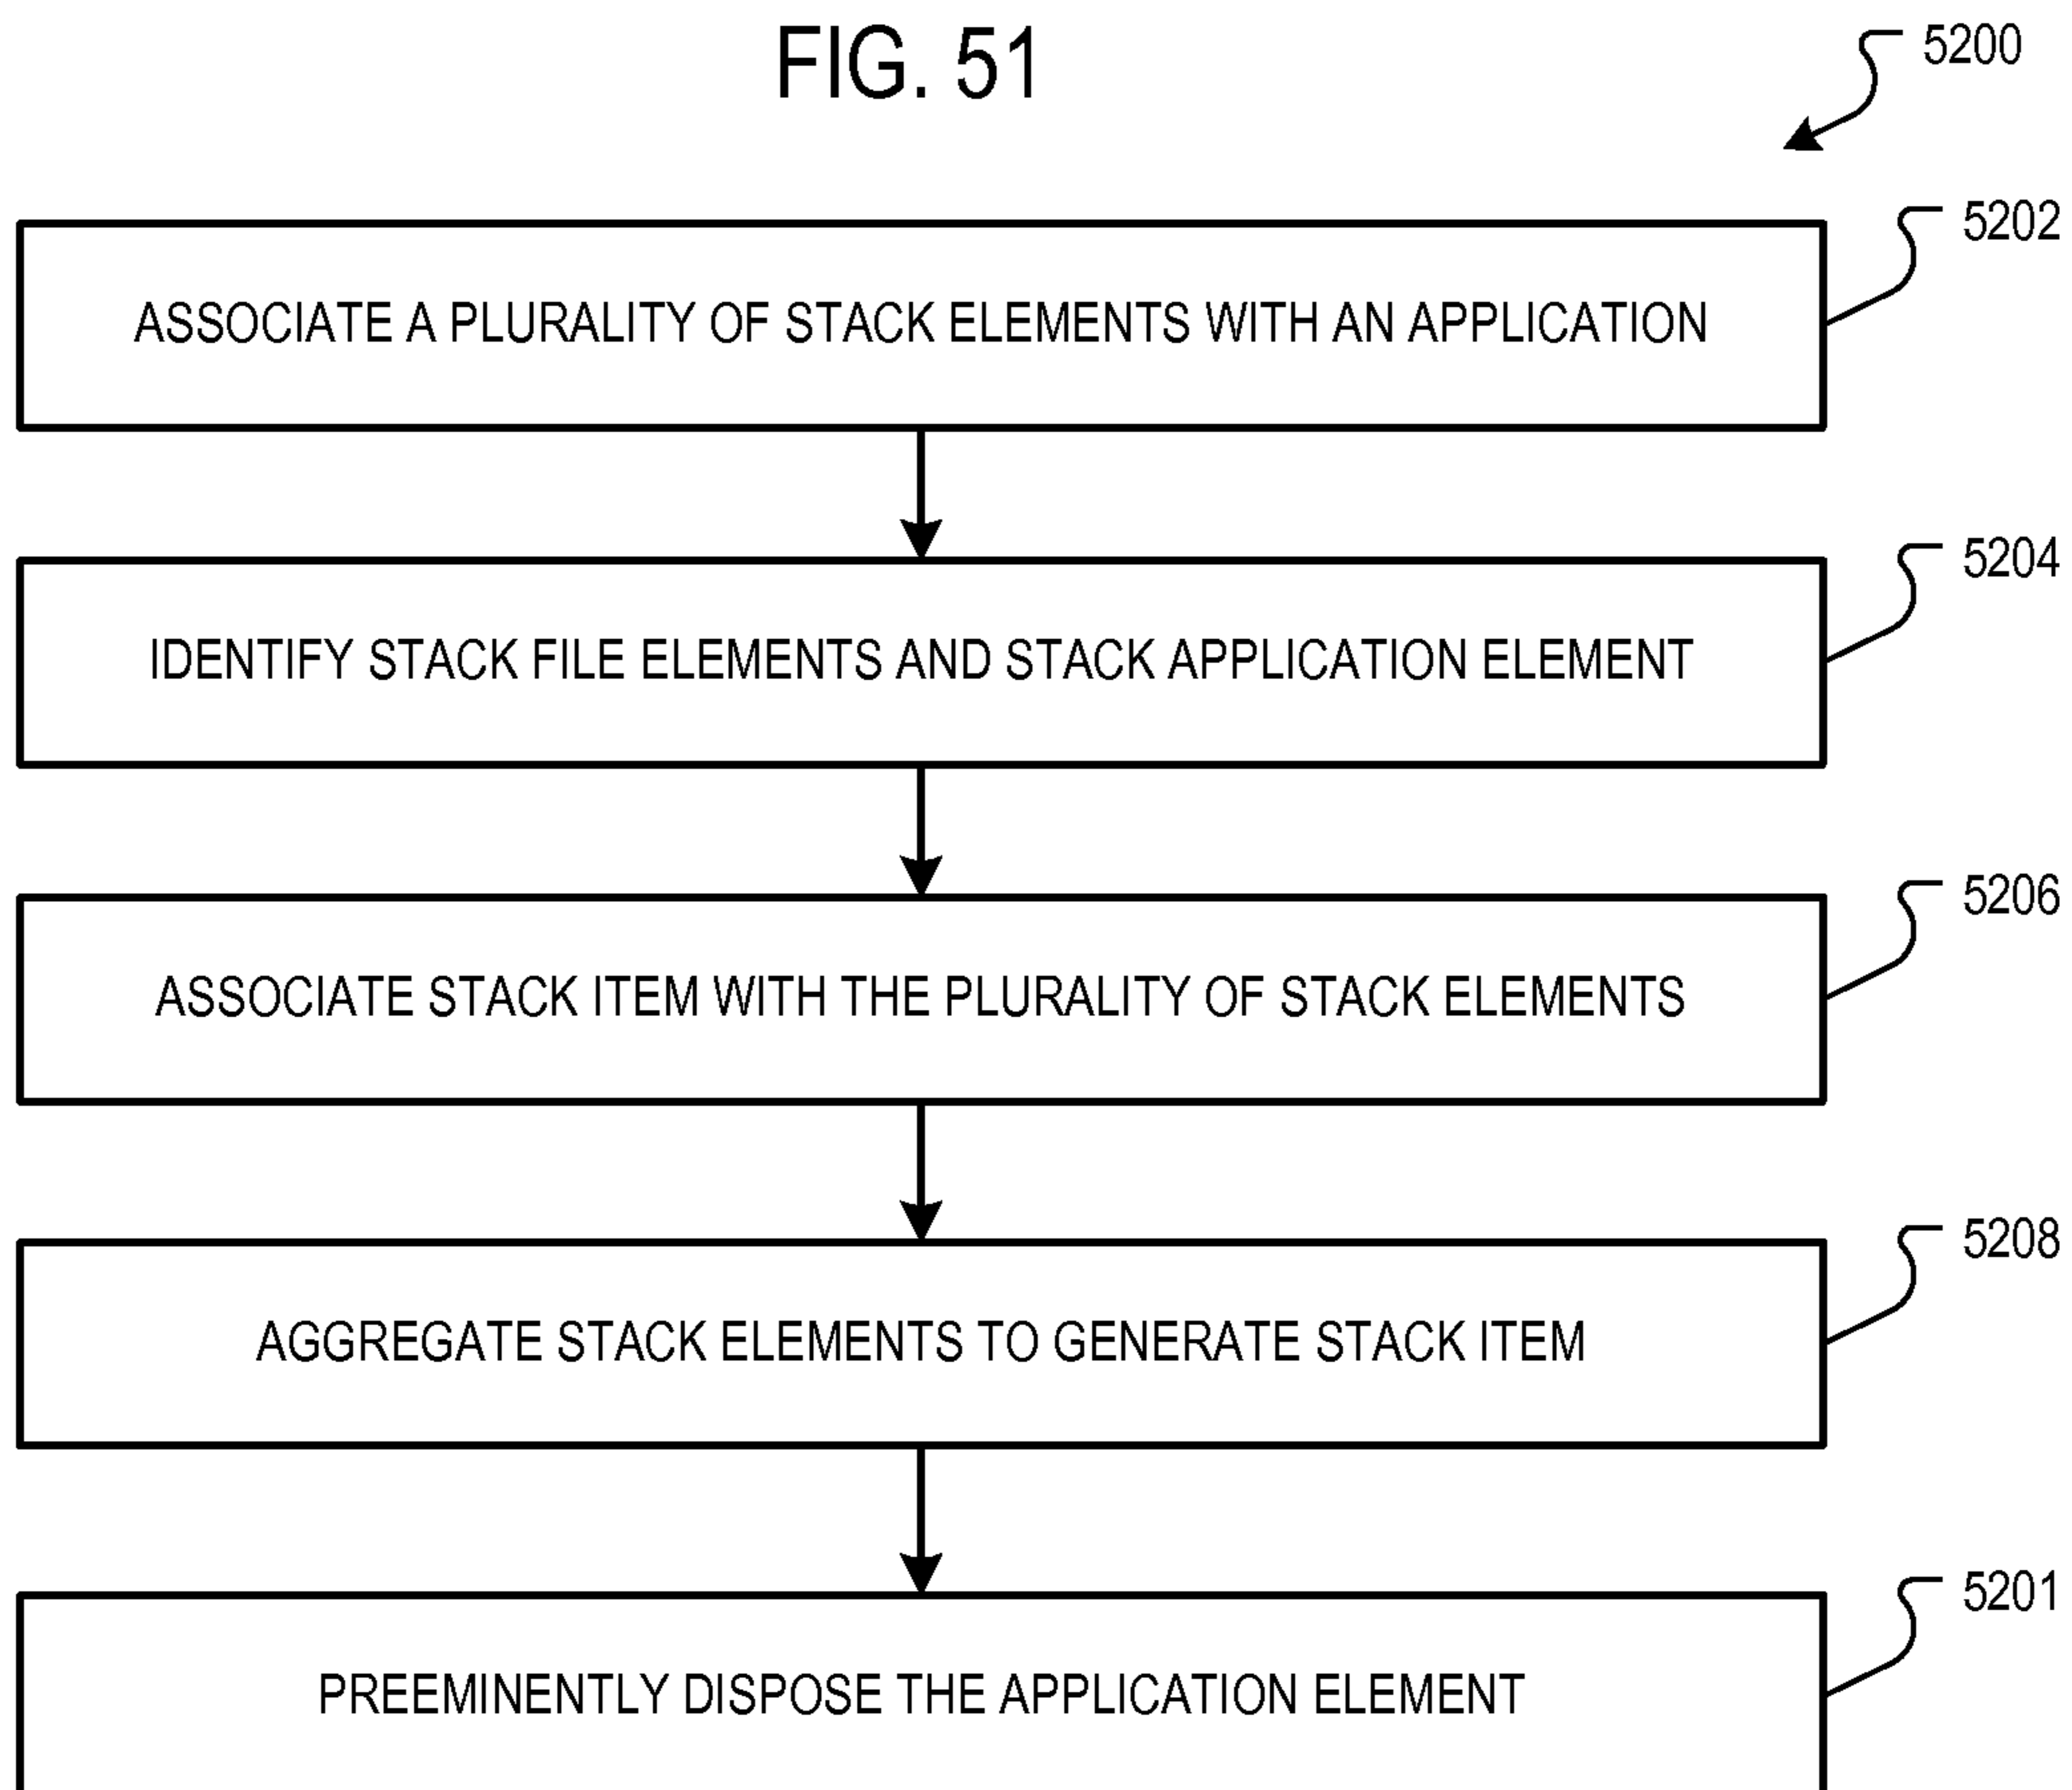 FIG. 51
5200
5202
ASSOCIATE A PLURALITY OF STACK ELEMENTS WITH AN APPLICATION
5204
IDENTIFY STACK FILE ELEMENTS AND STACK APPLICATION ELEMENT
5206
ASSOCIATE STACK ITEM WITH THE PLURALITY OF STACK ELEMENTS
5208
AGGREGATE STACK ELEMENTS TO GENERATE STACK ITEM
5201
PREEMINENTLY DISPOSE THE APPLICATION ELEMENT